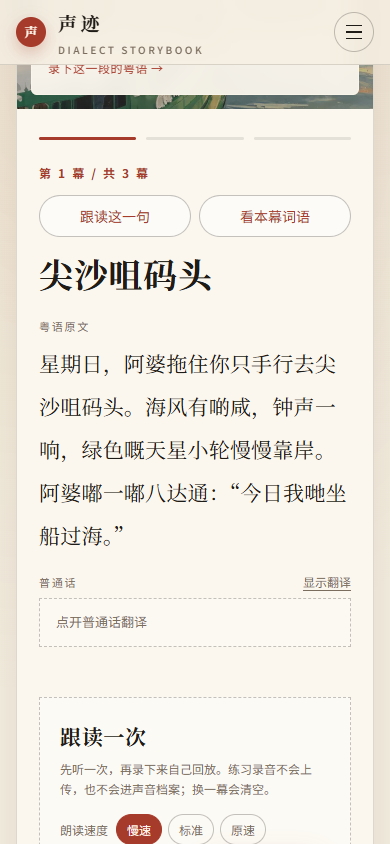 声
声迹
DIALECT STORYBOOK
录下这一段的粤语 →
第 1 幕 / 共 3 幕
跟读这一句
看本幕词语
尖沙咀码头
粤语原文
星期日，阿婆拖住你只手行去尖
沙咀码头。海风有啲咸，钟声一
响，绿色嘅天星小轮慢慢靠岸。
阿婆嘟一嘟八达通：“今日我哋坐
船过海。”
普通话
显示翻译
点开普通话翻译
跟读一次
先听一次，再录下来自己回放。练习录音不会上
传，也不会进声音档案；换一幕会清空。
朗读速度
慢速
标准
原速